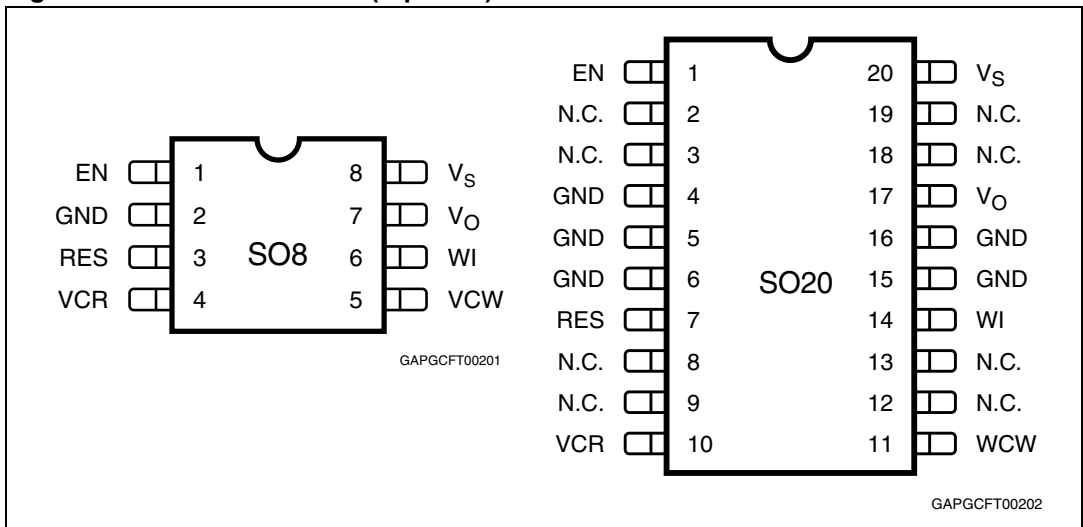 EN 1 8 VS
GND 2 7 VO
RES 3 SO8 6 WI
VCR 4 5 VCW
GAPGCFT00201
EN 1 20 VS
N.C. 2 19 N.C.
N.C. 3 18 N.C.
GND 4 17 VO
GND 5 16 GND
GND 6 SO20 15 GND
RES 7 14 WI
N.C. 8 13 N.C.
N.C. 9 12 N.C.
VCR 10 11 WCW
GAPGCFT00202